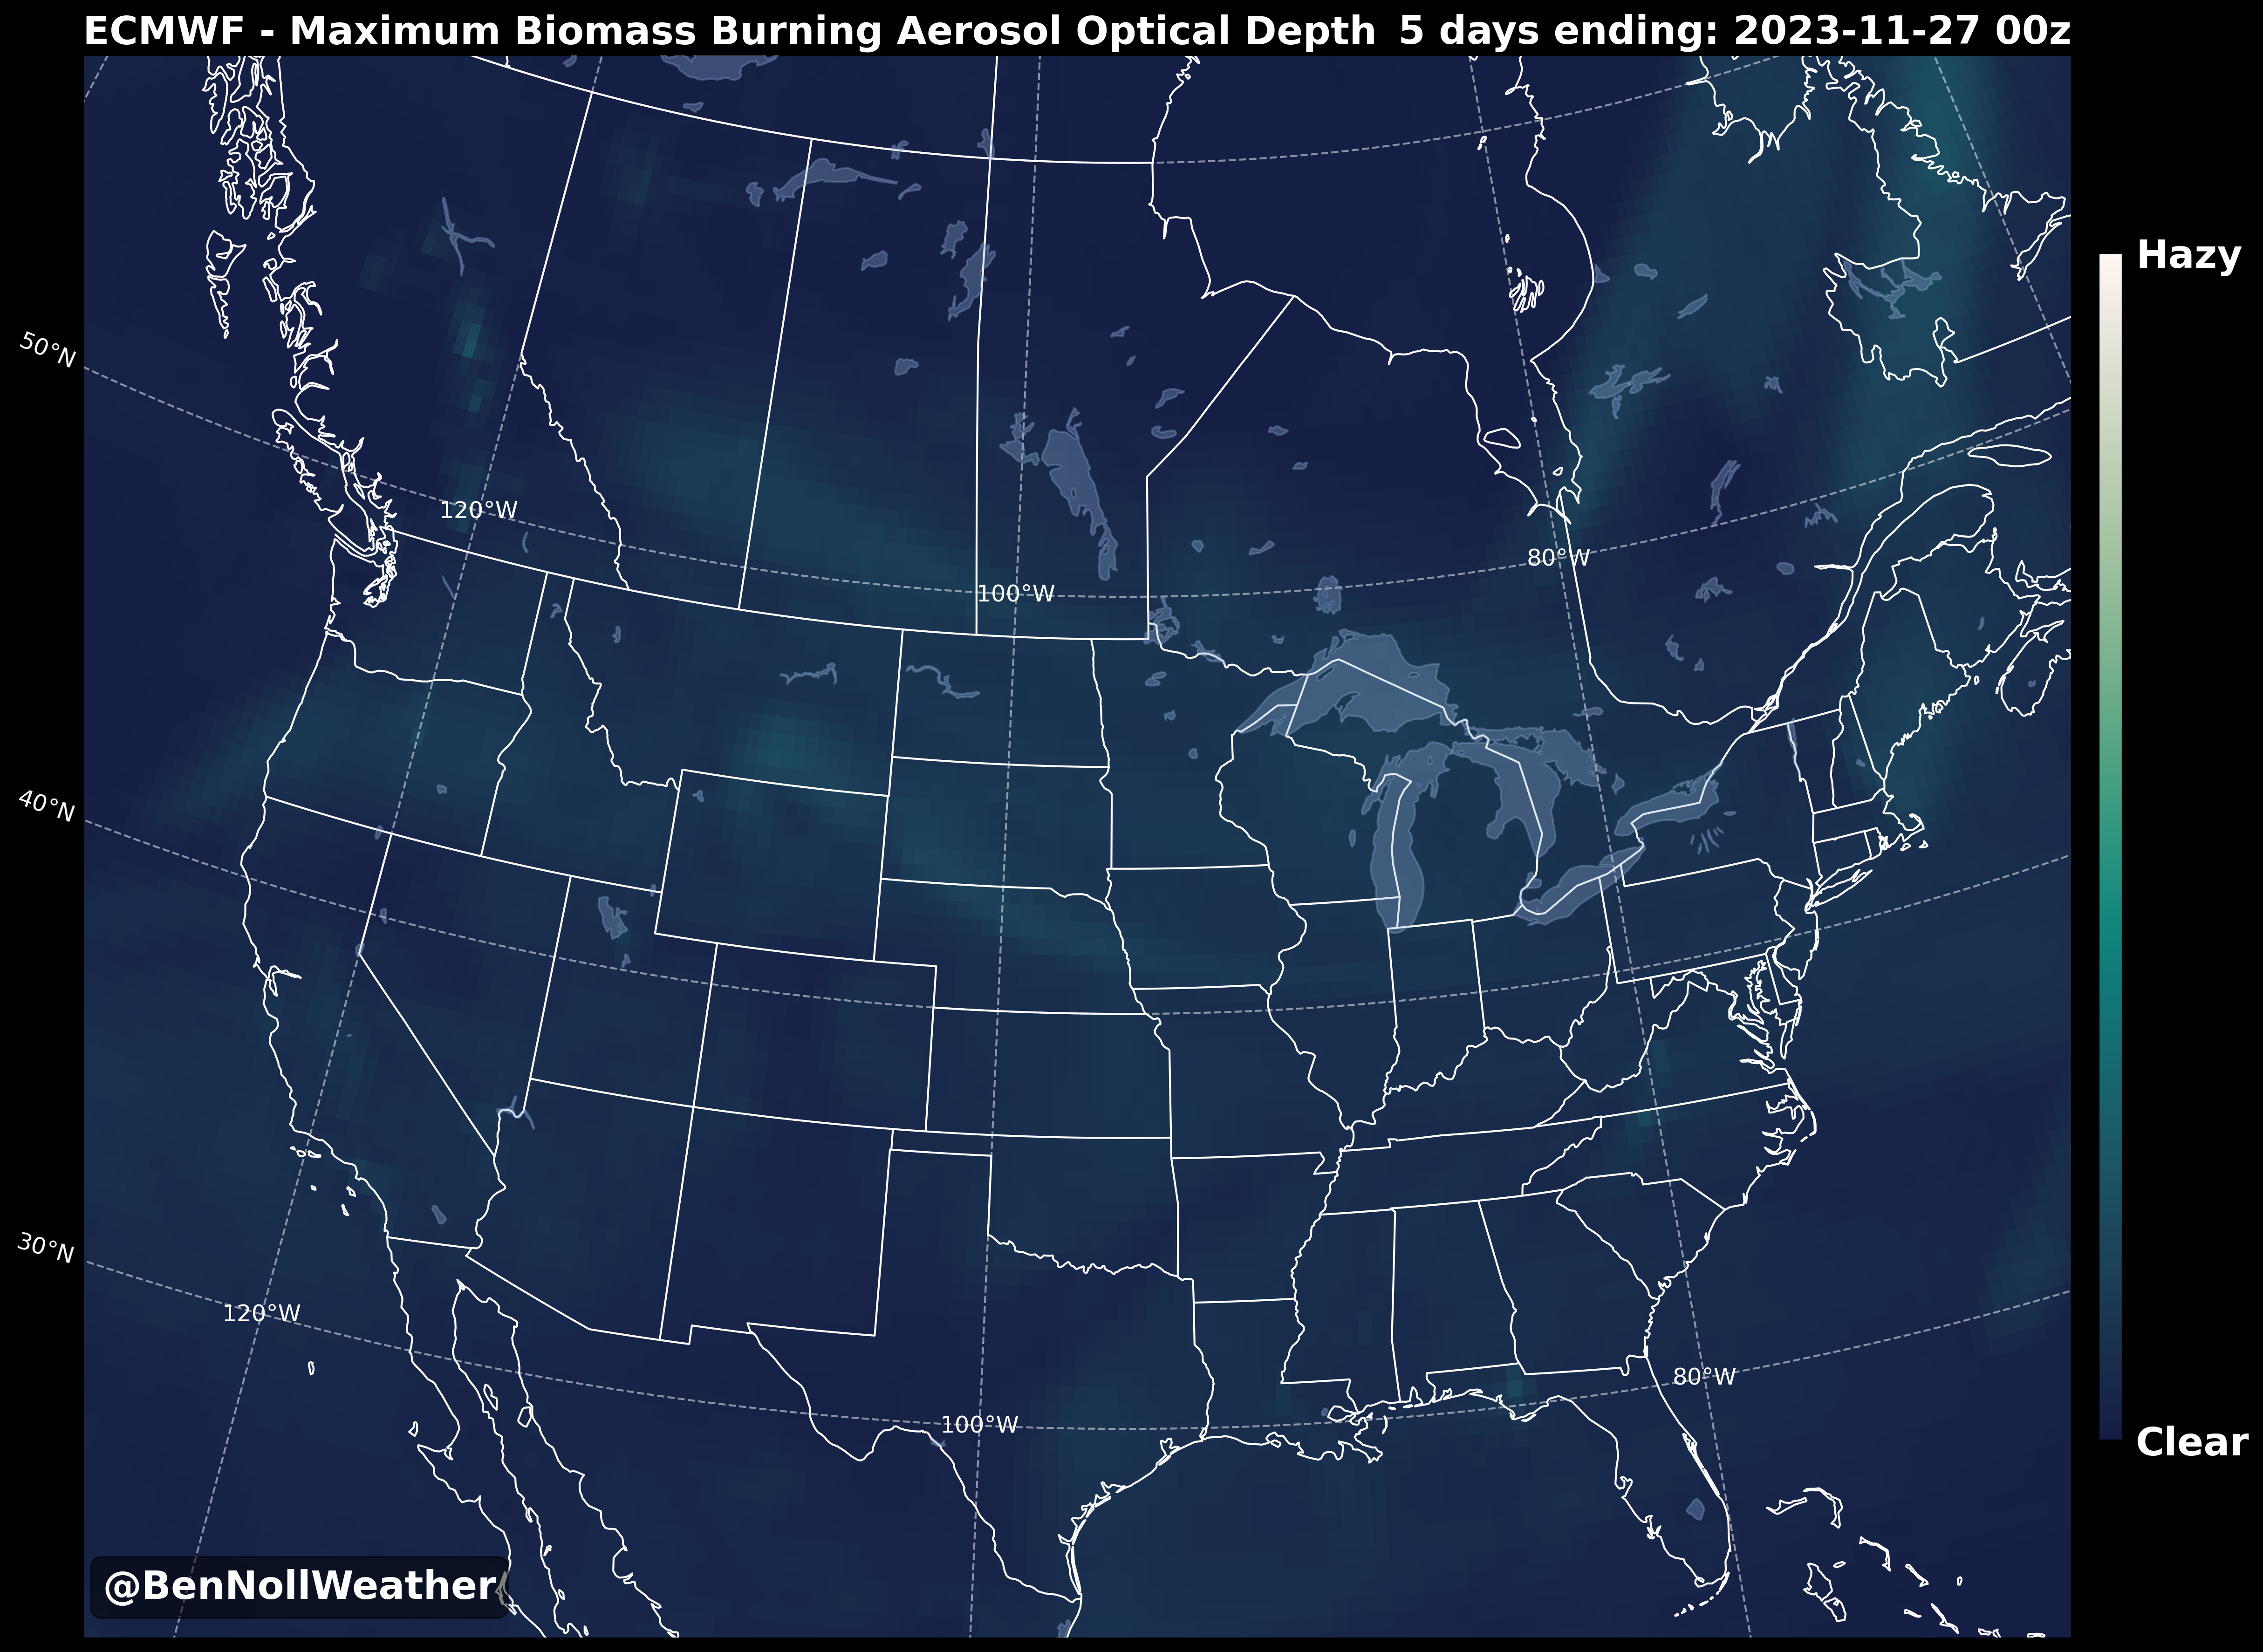 ECMWF - Maximum Biomass Burning Aerosol Optical Depth 5 days ending: 2023-11-27 00z
Hazy
50°N
120°W
80°W
100°W
40°N
30°N
120°W
80°W
100°W
Clear
@BenNollWeather